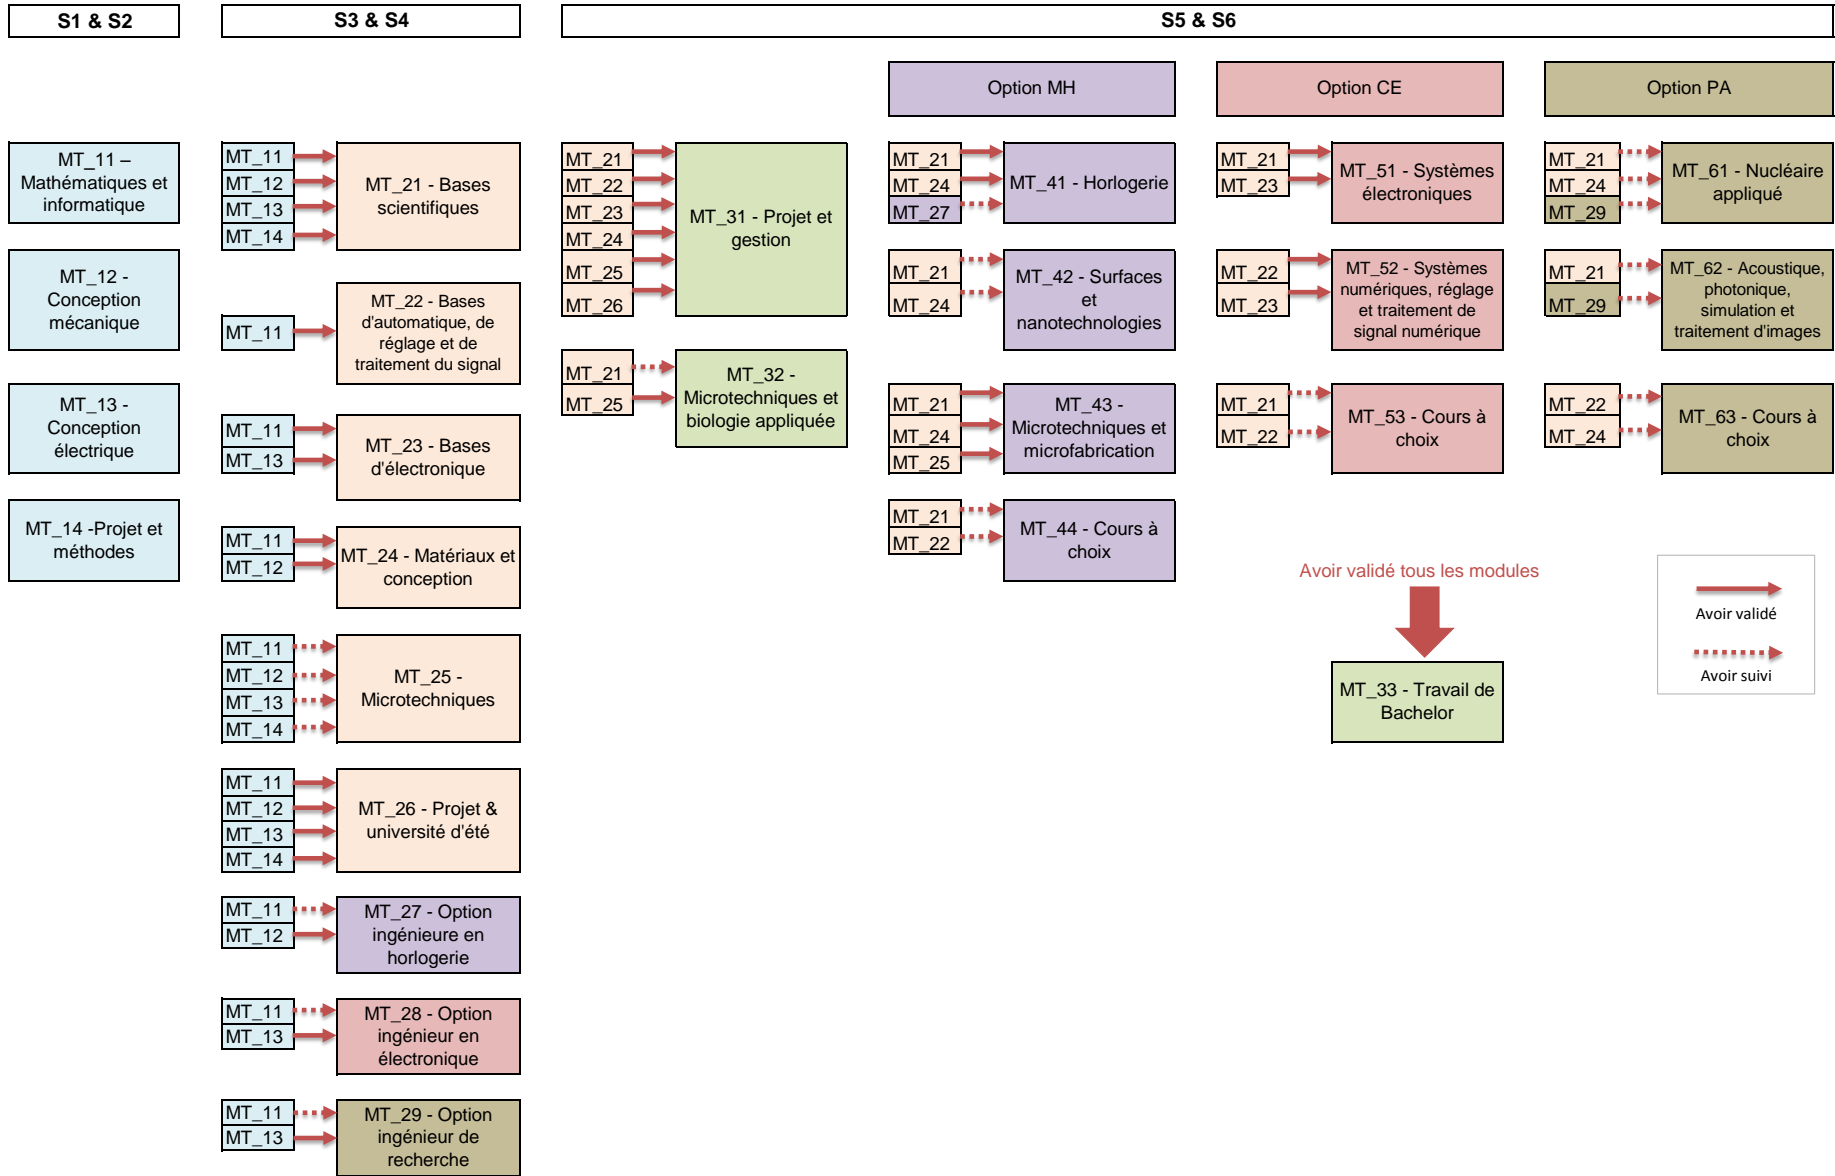 S1 & S2
S3 & S4
S5 & S6
Option MH
Option CE
Option PA
MT_11 –
Mathématiques et
informatique
MT_12 -
Conception
mécanique
MT_13 -
Conception
électrique
MT_14 -Projet et
méthodes
MT_11
MT_12
MT_13
MT_14
MT_21 - Bases
scientifiques
MT_11
MT_22 - Bases
d'automatique, de
réglage et de
traitement du signal
MT_11
MT_13
MT_23 - Bases
d'électronique
MT_11
MT_12
MT_24 - Matériaux et
conception
MT_11
MT_12
MT_13
MT_14
MT_25 -
Microtechniques
MT_11
MT_12
MT_13
MT_14
MT_26 - Projet &
université d'été
MT_11
MT_12
MT_27 - Option
ingénieure en
horlogerie
MT_11
MT_13
MT_28 - Option
ingénieur en
électronique
MT_11
MT_13
MT_29 - Option
ingénieur de
recherche
MT_21
MT_22
MT_23
MT_24
MT_25
MT_26
MT_31 - Projet et
gestion
MT_21
MT_25
MT_32 -
Microtechniques et
biologie appliquée
MT_21
MT_24
MT_27
MT_41 - Horlogerie
MT_21
MT_24
MT_42 - Surfaces
et
nanotechnologies
MT_21
MT_24
MT_25
MT_43 -
Microtechniques et
microfabrication
MT_21
MT_22
MT_44 - Cours à
choix
MT_21
MT_23
MT_51 - Systèmes
électroniques
MT_22
MT_23
MT_52 - Systèmes
numériques, réglage
et traitement de
signal numérique
MT_21
MT_22
MT_53 - Cours à
choix
MT_21
MT_24
MT_29
MT_61 - Nucléaire
appliqué
MT_21
MT_29
MT_62 - Acoustique,
photonique,
simulation et
traitement d'images
MT_22
MT_24
MT_63 - Cours à
choix
Avoir validé tous les modules
MT_33 - Travail de
Bachelor
Avoir validé
Avoir suivi